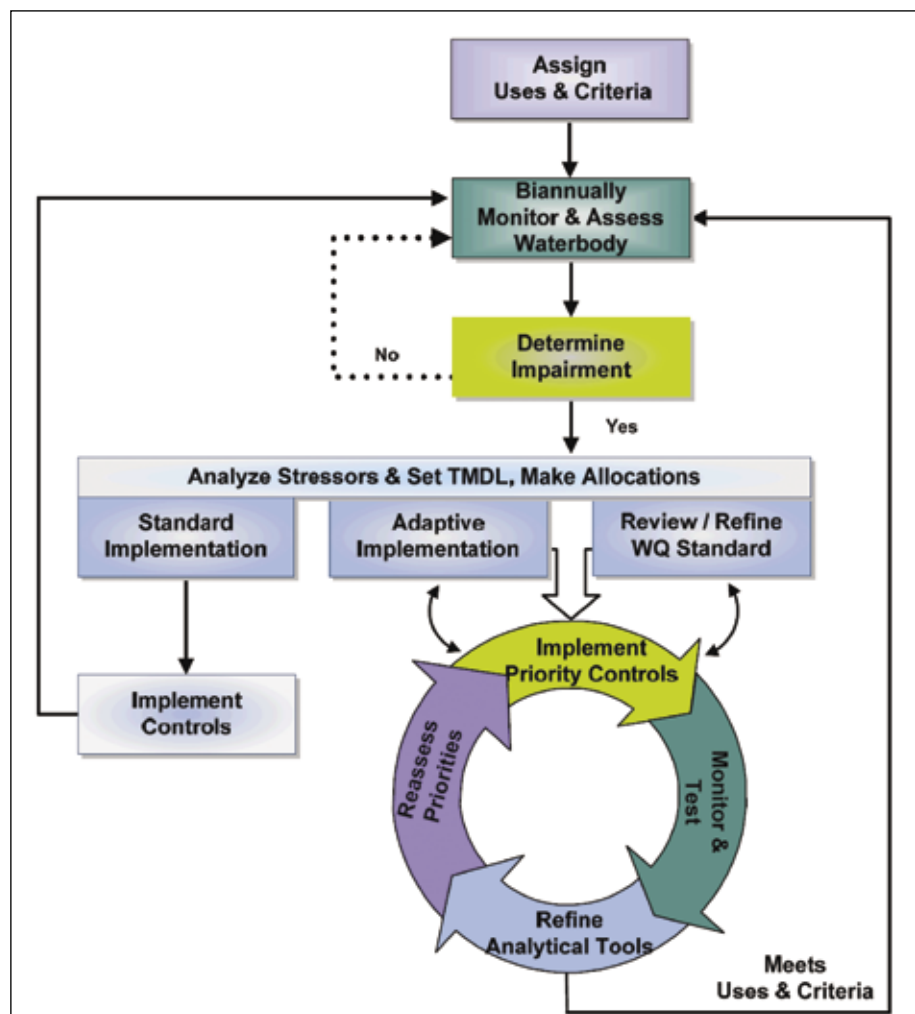 Assign
Uses & Criteria
Biannually
Monitor & Assess
Waterbody
Determine
Impairment
No
Yes
Analyze Stressors & Set TMDL, Make Allocations
Standard
Implementation
Adaptive
Implementation
Review / Refine
WQ Standard
Implement
Controls
Implement
Priority Controls
Monitor &
Test
Refine
Analytical Tools
Reassess
Priorities
Meets
Uses & Criteria